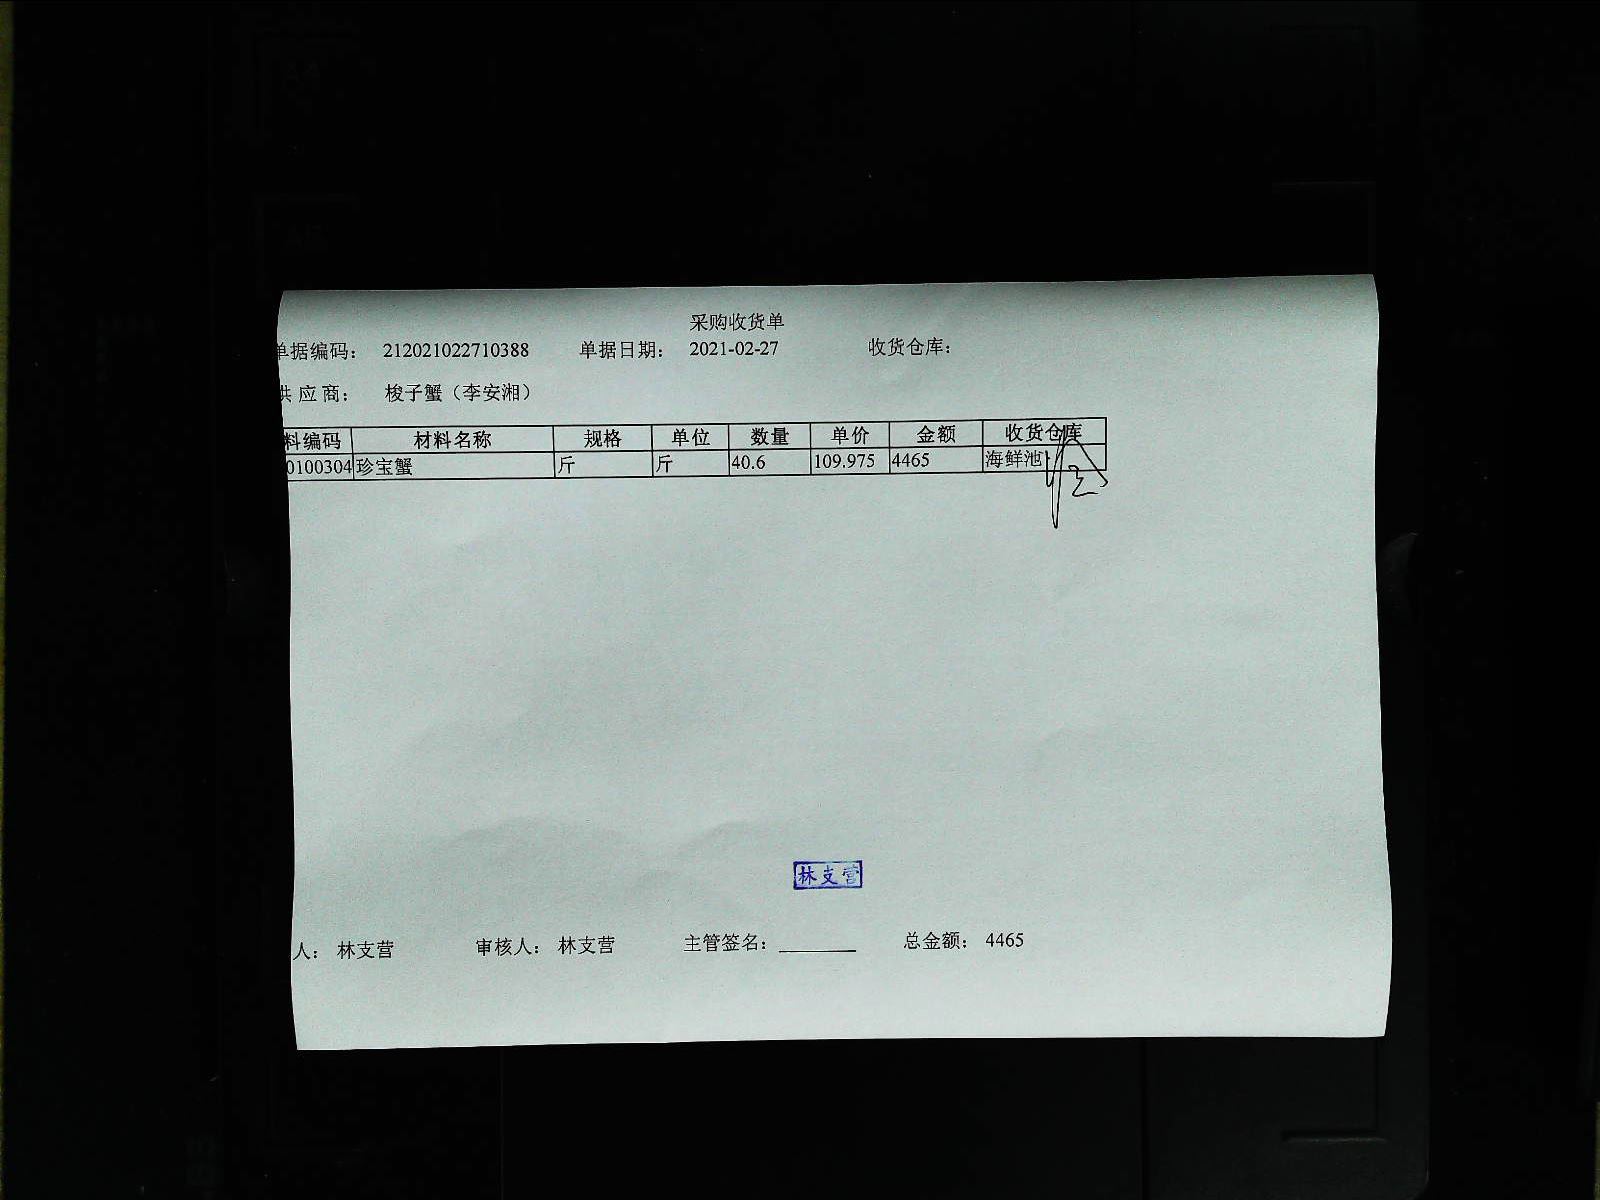 采购收货单
单据编码： 212021022710388 单据日期： 2021-02-27 收货仓库：
供 应 商： 梭子蟹（李安湘）
料编码 材料名称 规格 单位 数量 单价 金额 收货仓库
0100304 珍宝蟹 斤 斤 40.6 109.975 4465 海鲜池
林支营
人： 林支营 审核人： 林支营 主管签名： 总金额： 4465